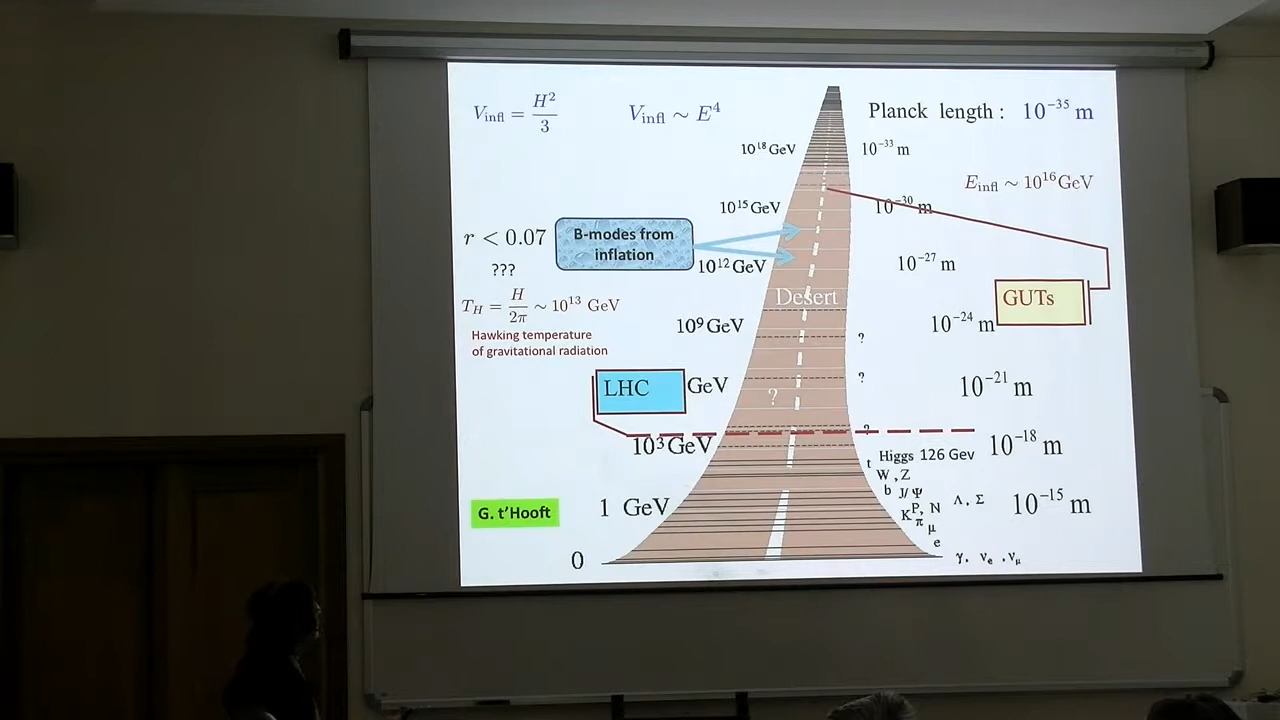 V_infl = H²/3
V_infl ~ E⁴
Planck length : 10⁻³⁵ m
10¹⁸ GeV
10⁻³³ m
E_infl ~ 10¹⁶ GeV
10¹⁵ GeV
10⁻³⁰ m
r < 0.07
???
B-modes from
inflation
10¹² GeV
10⁻²⁷ m
T_H = H/2π ~ 10¹³ GeV
Desert
GUTs
Hawking temperature
of gravitational radiation
10⁹ GeV
10⁻²⁴ m
?
LHC
GeV
?
10⁻²¹ m
?
?
10³ GeV
10⁻¹⁸ m
t Higgs 126 Gev
W , Z
b J/Ψ
G. t'Hooft
1 GeV
K P, N Λ, Σ
10⁻¹⁵ m
π μ
e
0
γ, ν_e , ν_μ